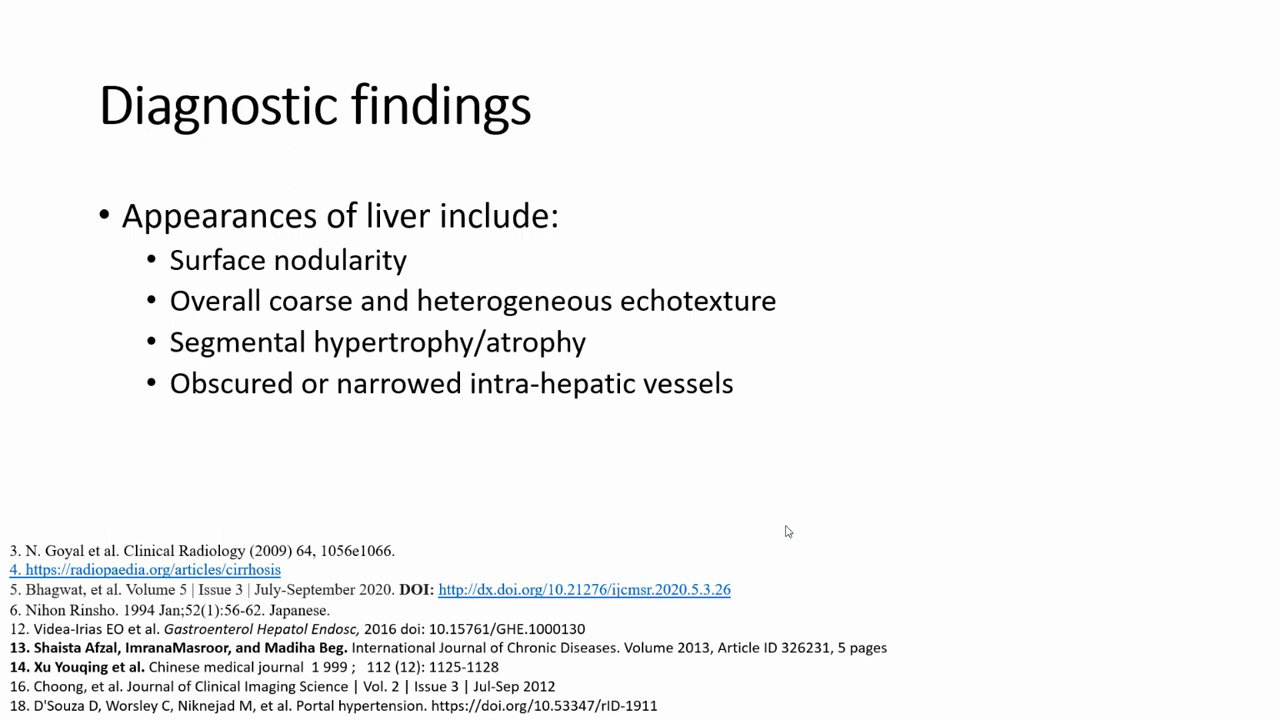 Diagnostic findings
• Appearances of liver include:
• Surface nodularity
• Overall coarse and heterogeneous echotexture
• Segmental hypertrophy/atrophy
• Obscured or narrowed intra-hepatic vessels
3. N. Goyal et al. Clinical Radiology (2009) 64, 1056e1066.
4. https://radiopaedia.org/articles/cirrhosis
5. Bhagwat, et al. Volume 5 | Issue 3 | July-September 2020. DOI: http://dx.doi.org/10.21276/ijcmsr.2020.5.3.26
6. Nihon Rinsho. 1994 Jan;52(1):56-62. Japanese.
12. Videa-Irias EO et al. Gastroenterol Hepatol Endosc, 2016 doi: 10.15761/GHE.1000130
13. Shaista Afzal, ImranaMasroor, and Madiha Beg. International Journal of Chronic Diseases. Volume 2013, Article ID 326231, 5 pages
14. Xu Youqing et al. Chinese medical journal 1 999 ; 112 (12): 1125-1128
16. Choong, et al. Journal of Clinical Imaging Science | Vol. 2 | Issue 3 | Jul-Sep 2012
18. D'Souza D, Worsley C, Niknejad M, et al. Portal hypertension. https://doi.org/10.53347/rID-1911